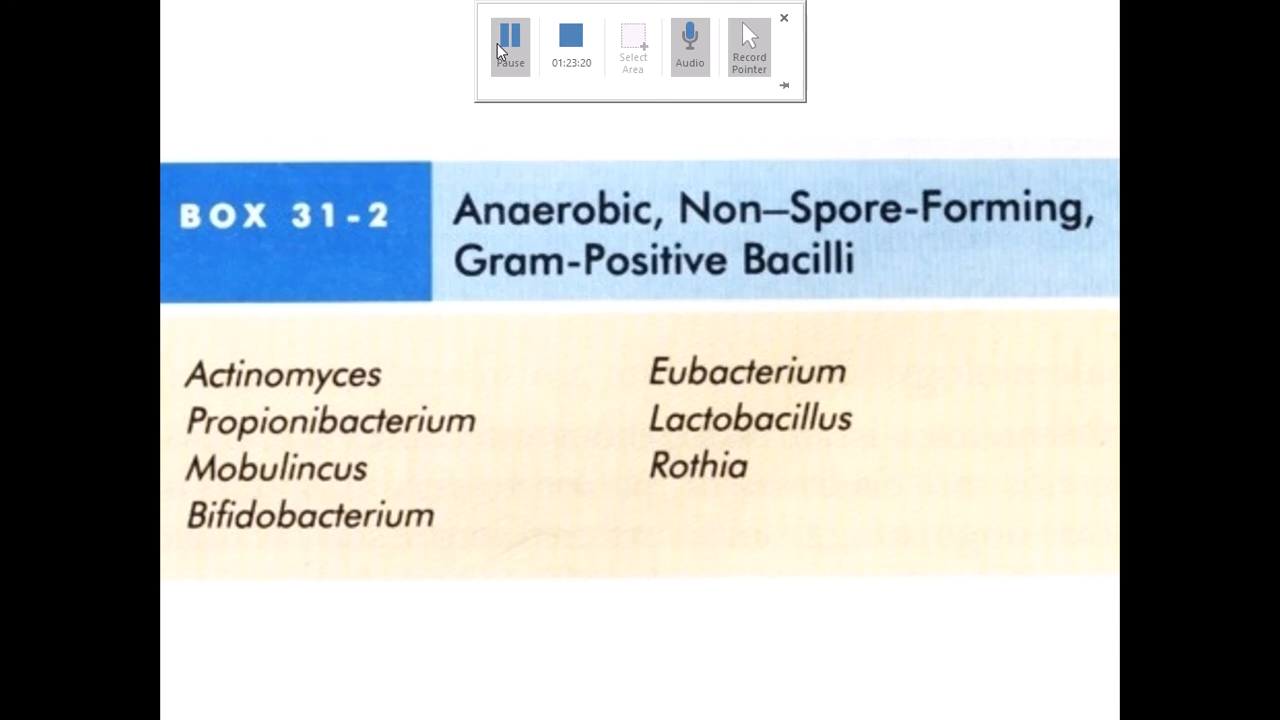 Pause
01:23:20
Select
Area
Audio
Record
Pointer
BOX 31-2
Anaerobic, Non–Spore-Forming,
Gram-Positive Bacilli
Actinomyces
Propionibacterium
Mobulincus
Bifidobacterium
Eubacterium
Lactobacillus
Rothia